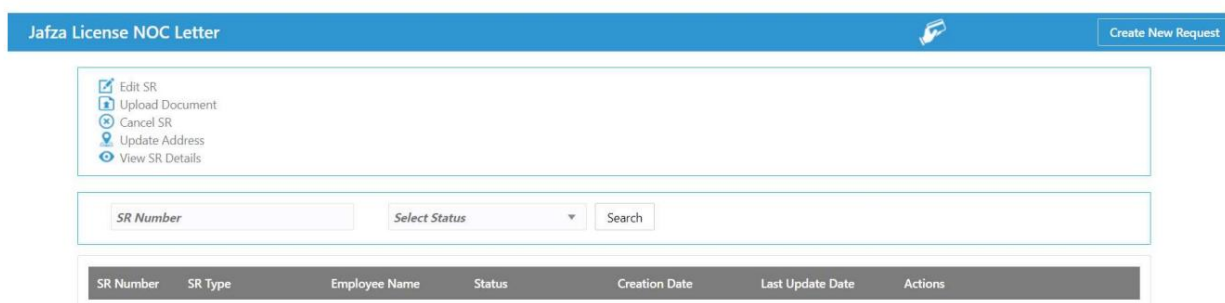 Jafza License NOC Letter
Create New Request
Edit SR
Upload Document
Cancel SR
Update Address
View SR Details
SR Number Select Status Search
SR Number SR Type Employee Name Status Creation Date Last Update Date Actions